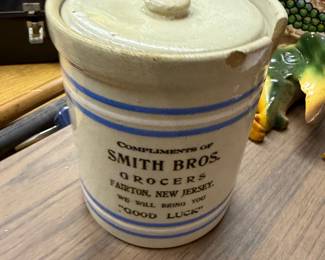 COMPLIMENTS OF
SMITH BROS.
GROCERS
FAIRTON, NEW JERSEY.
WE WILL BRING YOU
"GOOD LUCK"